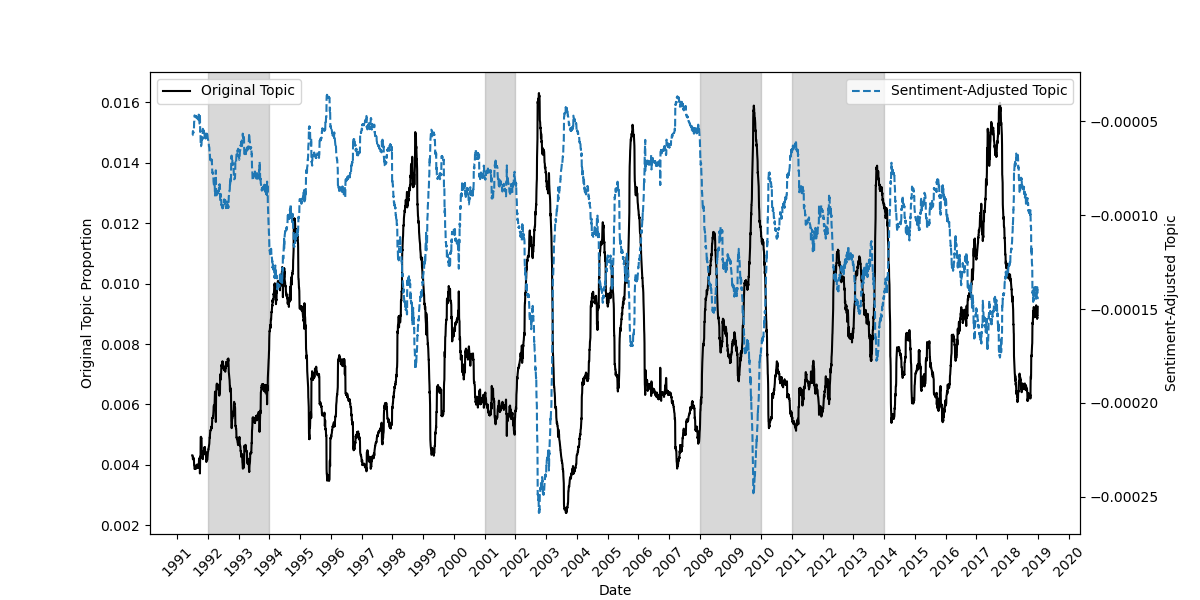 Original Topic
Sentiment-Adjusted Topic
Original Topic Proportion
0.016
0.014
0.012
0.010
0.008
0.006
0.004
0.002
−0.00005
−0.00010
−0.00015
−0.00020
−0.00025
Sentiment-Adjusted Topic
1991 1992 1993 1994 1995 1996 1997 1998 1999 2000 2001 2002 2003 2004 2005 2006 2007 2008 2009 2010 2011 2012 2013 2014 2015 2016 2017 2018 2019 2020
Date